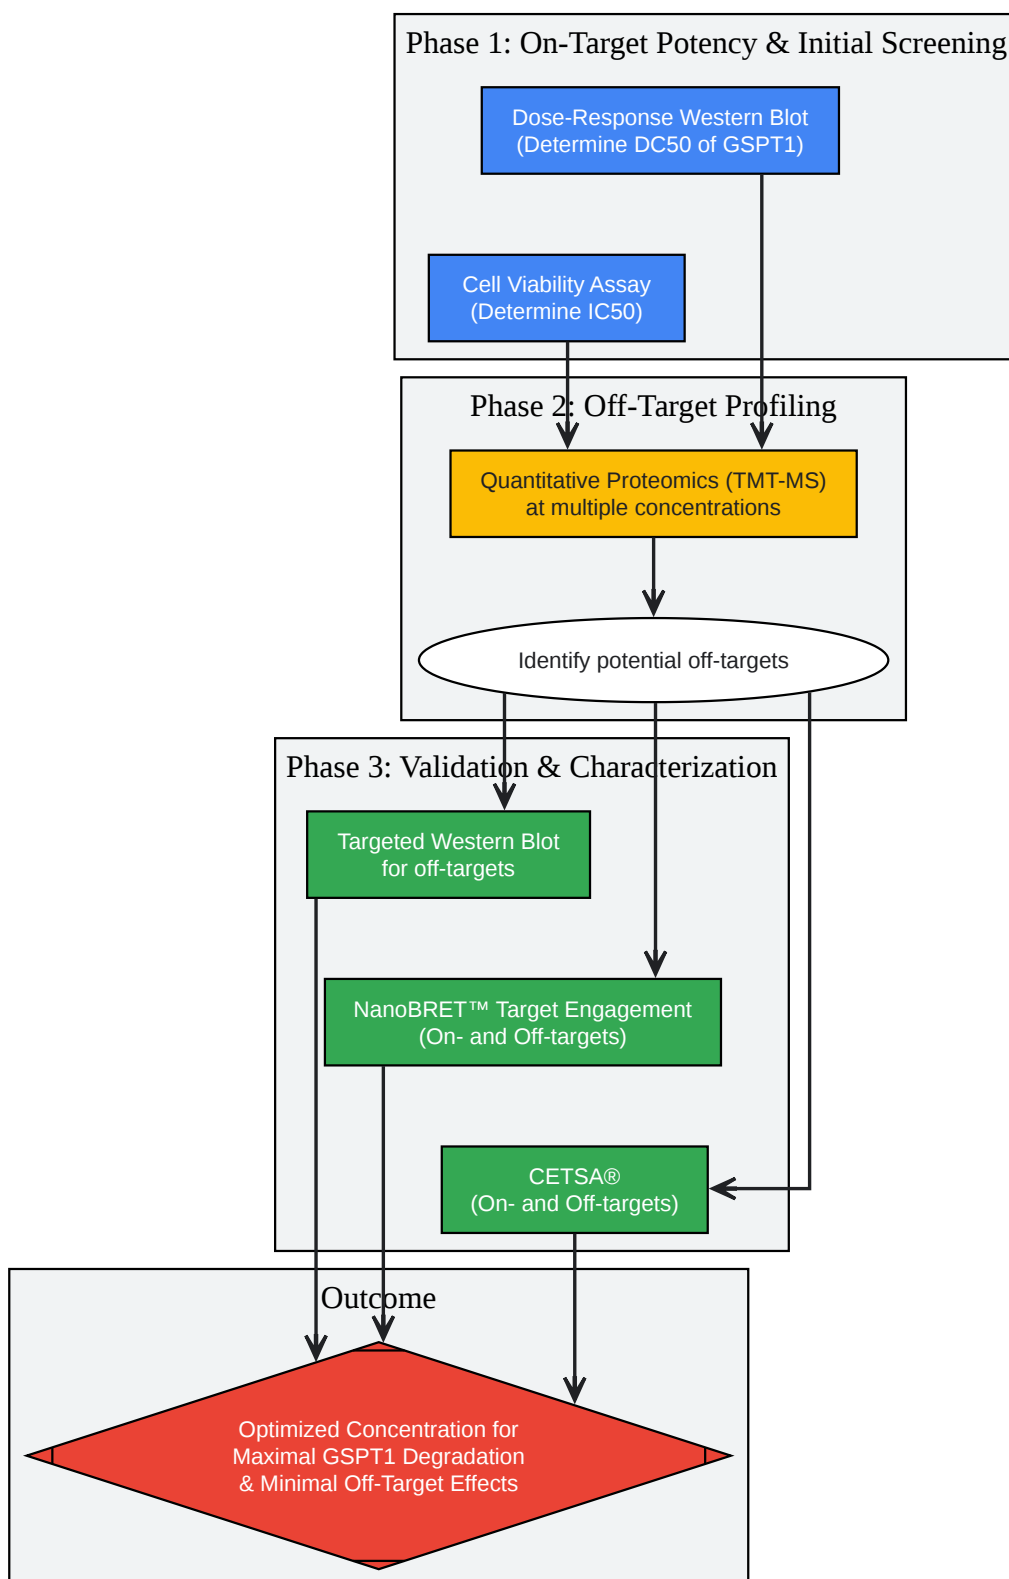 Phase 1: On-Target Potency & Initial Screening
Dose-Response Western Blot
(Determine DC50 of GSPT1)
Cell Viability Assay
(Determine IC50)
Phase 2: Off-Target Profiling
Quantitative Proteomics (TMT-MS)
at multiple concentrations
Identify potential off-targets
Phase 3: Validation & Characterization
Targeted Western Blot
for off-targets
NanoBRET™ Target Engagement
(On- and Off-targets)
CETSA®
(On- and Off-targets)
Outcome
Optimized Concentration for
Maximal GSPT1 Degradation
& Minimal Off-Target Effects